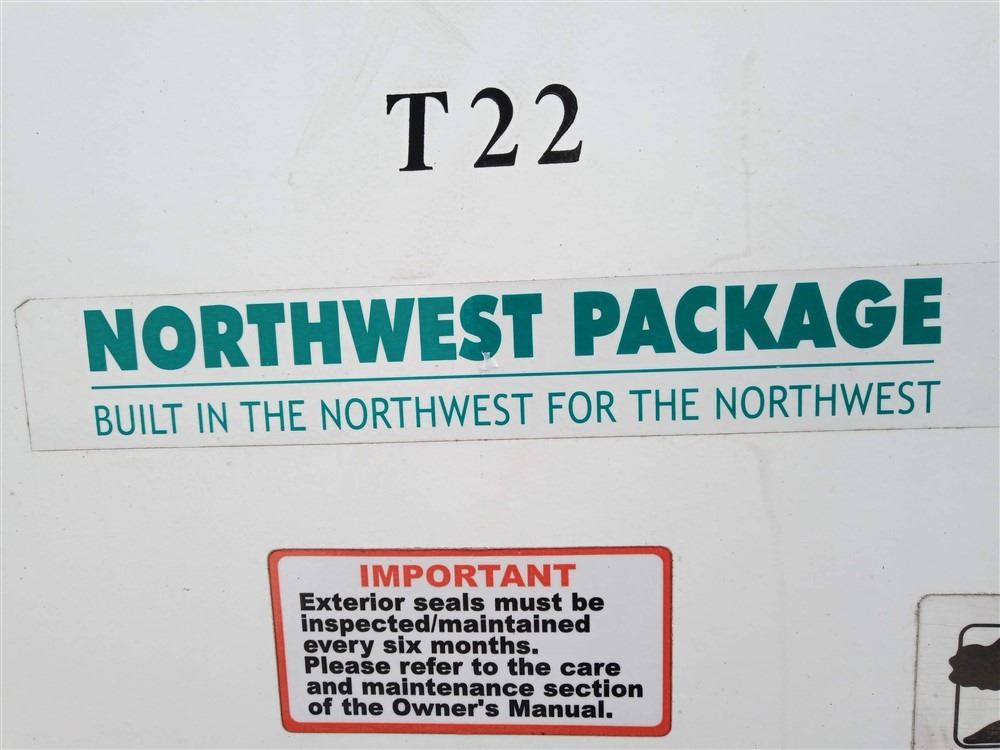 T22
NORTHWEST PACKAGE
BUILT IN THE NORTHWEST FOR THE NORTHWEST
IMPORTANT
Exterior seals must be
inspected/maintained
every six months.
Please refer to the care
and maintenance section
of the Owner's Manual.